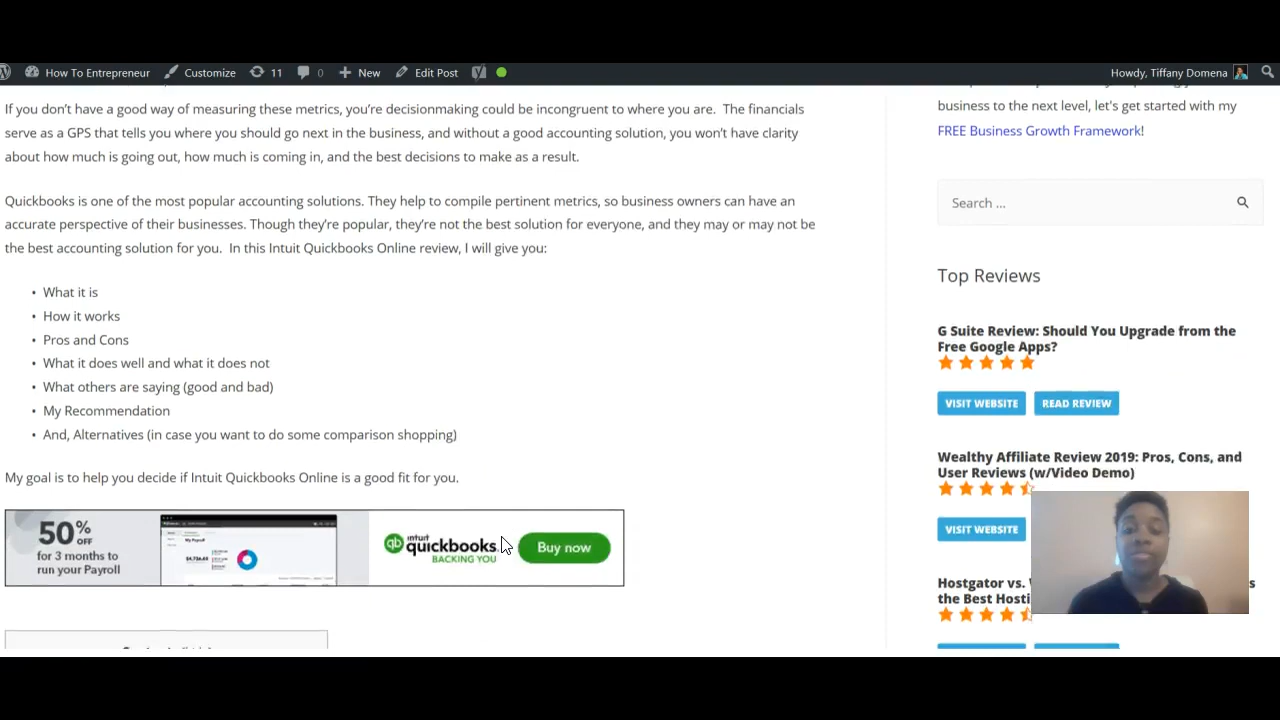 How To Entrepreneur Customize 11 0 New Edit Post Howdy, Tiffany Domena
If you don't have a good way of measuring these metrics, you're decisionmaking could be incongruent to where you are. The financials
serve as a GPS that tells you where you should go next in the business, and without a good accounting solution, you won't have clarity
about how much is going out, how much is coming in, and the best decisions to make as a result.
Quickbooks is one of the most popular accounting solutions. They help to compile pertinent metrics, so business owners can have an
accurate perspective of their businesses. Though they're popular, they're not the best solution for everyone, and they may or may not be
the best accounting solution for you. In this Intuit Quickbooks Online review, I will give you:
• What it is
• How it works
• Pros and Cons
• What it does well and what it does not
• What others are saying (good and bad)
• My Recommendation
• And, Alternatives (in case you want to do some comparison shopping)
My goal is to help you decide if Intuit Quickbooks Online is a good fit for you.
50% OFF
for 3 months to
run your Payroll
intuit
quickbooks.
BACKING YOU
Buy now
business to the next level, let's get started with my
FREE Business Growth Framework!
Search ...
Top Reviews
G Suite Review: Should You Upgrade from the
Free Google Apps?
VISIT WEBSITE READ REVIEW
Wealthy Affiliate Review 2019: Pros, Cons, and
User Reviews (w/Video Demo)
VISIT WEBSITE
Hostgator vs.
the Best